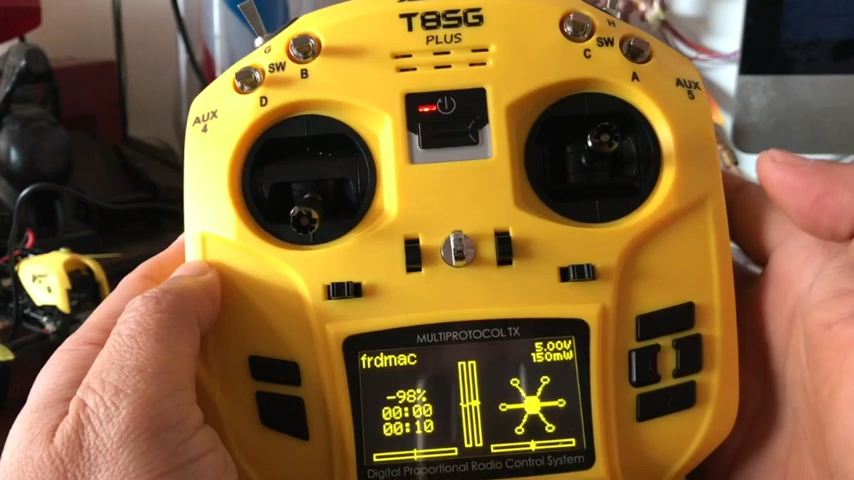 T8SG
PLUS
G
SW
B
D
AUX
4
H
SW
C
A
AUX
5
MULTIPROTOCOL TX
frdmac
5.00V
150mW
-98%
00:00
00:10
Digital Proportional Radio Control System